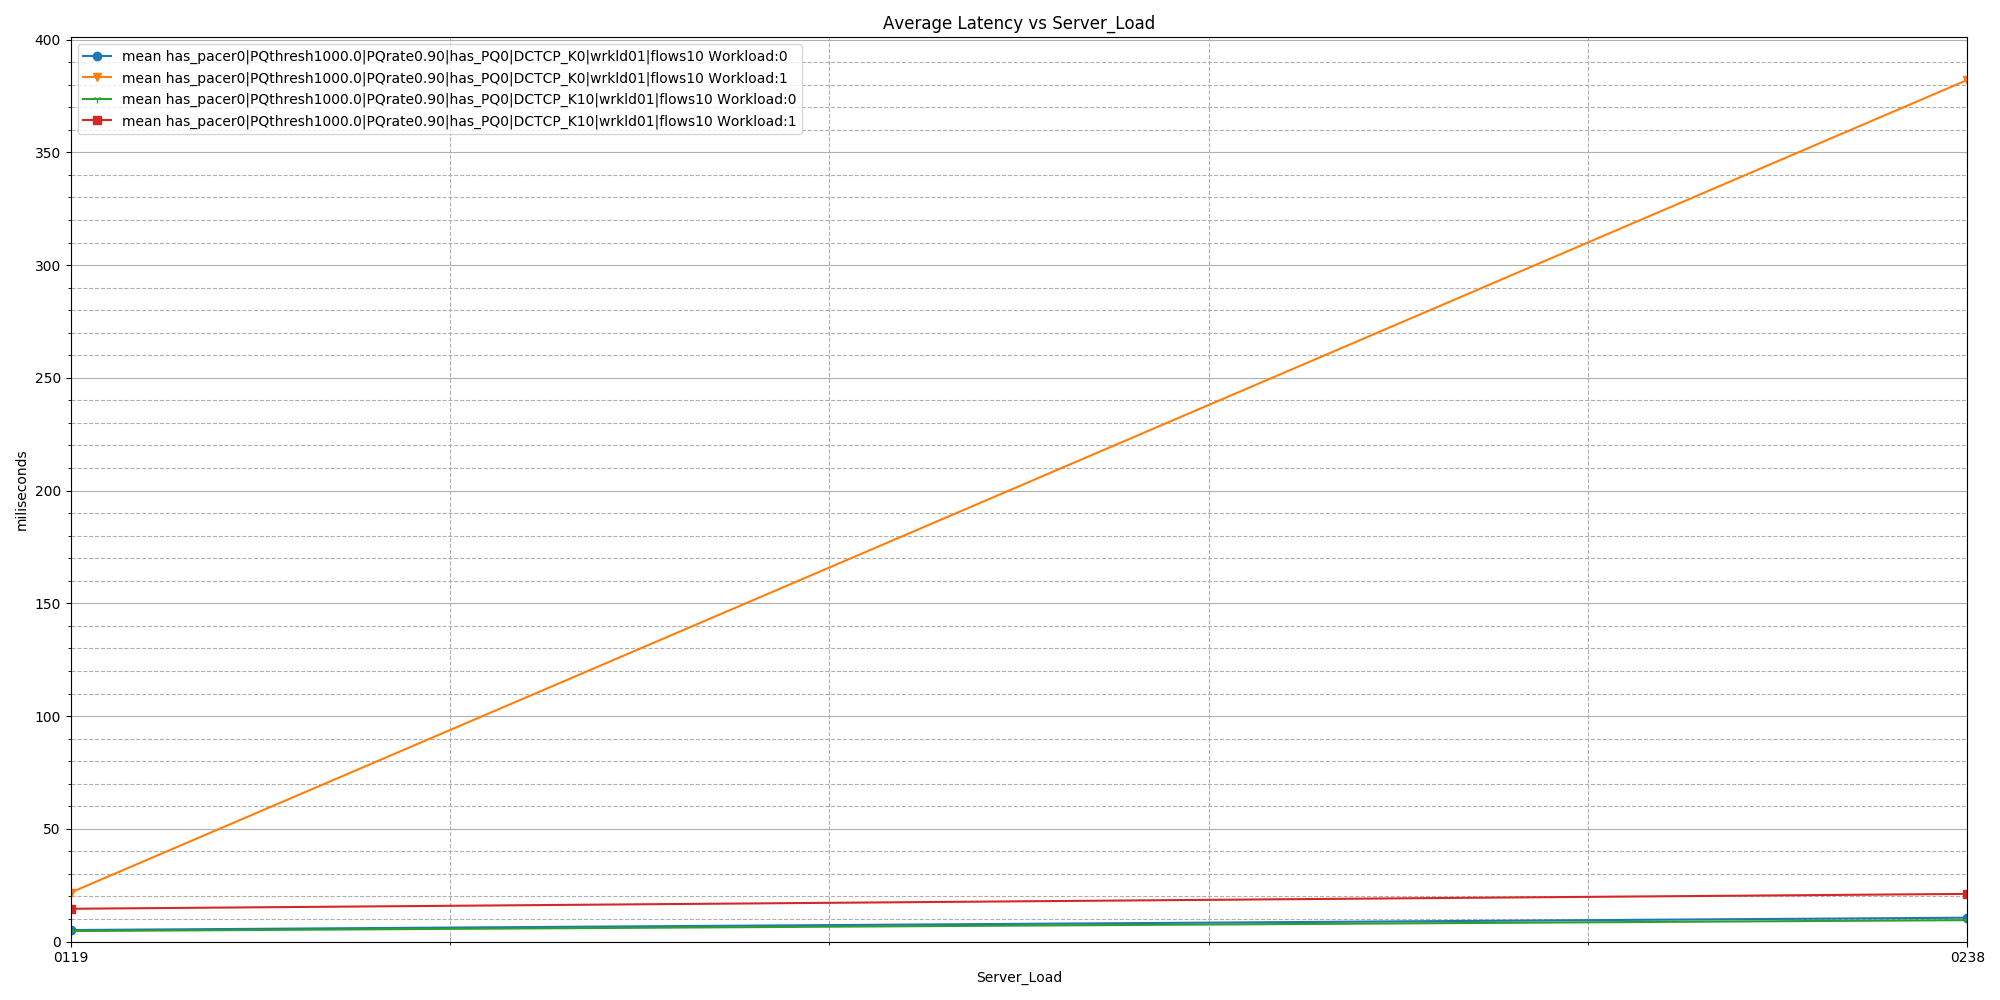 Average Latency vs Server_Load
mean has_pacer0|PQthresh1000.0|PQrate0.90|has_PQ0|DCTCP_K0|wrkld01|flows10 Workload:0
mean has_pacer0|PQthresh1000.0|PQrate0.90|has_PQ0|DCTCP_K0|wrkld01|flows10 Workload:1
mean has_pacer0|PQthresh1000.0|PQrate0.90|has_PQ0|DCTCP_K10|wrkld01|flows10 Workload:0
mean has_pacer0|PQthresh1000.0|PQrate0.90|has_PQ0|DCTCP_K10|wrkld01|flows10 Workload:1
400
350
300
250
200
150
100
50
0
miliseconds
0119
0238
Server_Load